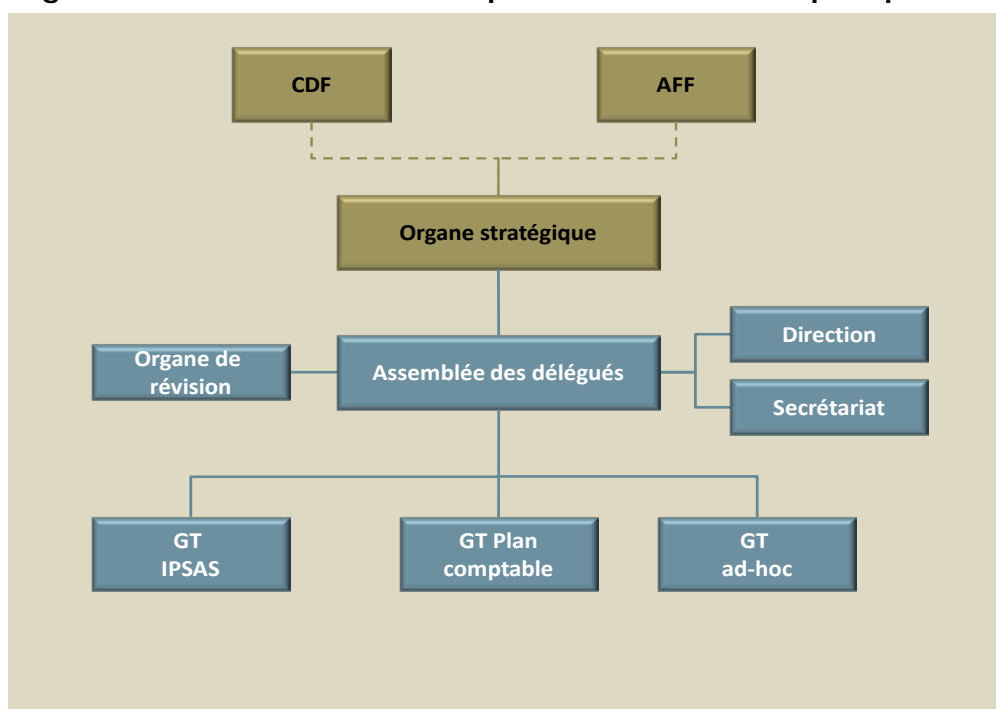 CDF
AFF
Organe stratégique
Direction
Organe de
révision
Assemblée des délégués
Secrétariat
GT
IPSAS
GT Plan
comptable
GT
ad-hoc